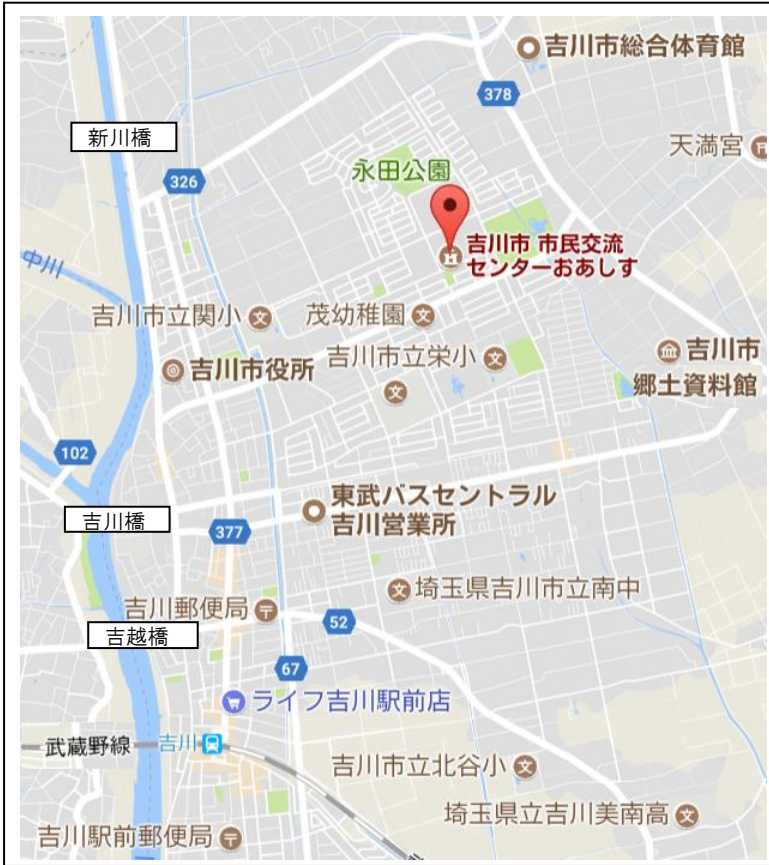 吉川市総合体育館
378
新川橋
天満宮
永田公園
326
吉川市 市民交流
センターおあしす
中川
吉川市立関小
茂幼稚園
吉川市立栄小
吉川市
郷土資料館
吉川市役所
102
東武バスセントラル
吉川営業所
吉川橋
377
埼玉県吉川市立南中
吉川郵便局
52
吉越橋
67
ライフ吉川駅前店
武蔵野線
吉川
吉川市立北谷小
埼玉県立吉川美南高
吉川駅前郵便局